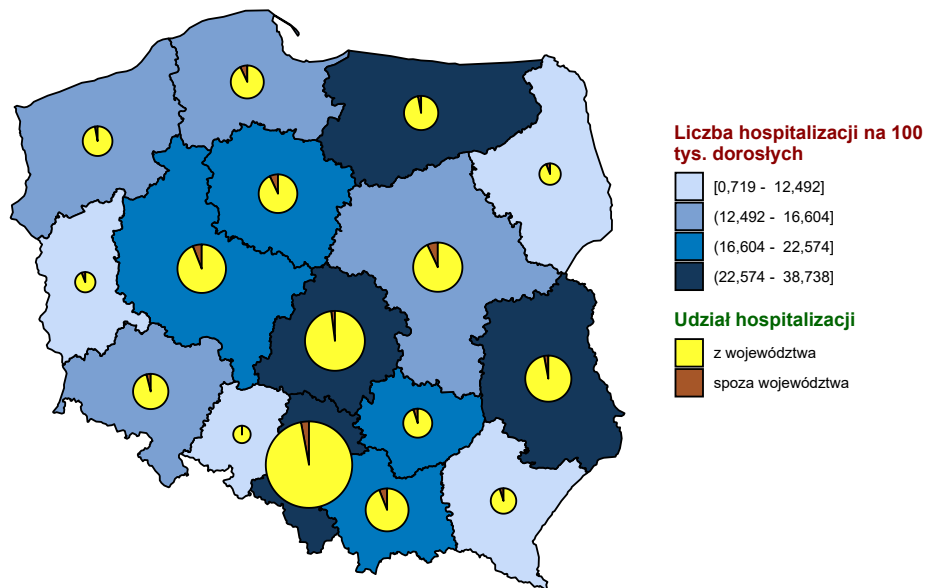 Liczba hospitalizacji na 100
tys. dorosłych
[0,719 - 12,492]
(12,492 - 16,604]
(16,604 - 22,574]
(22,574 - 38,738]
Udział hospitalizacji
z województwa
spoza województwa